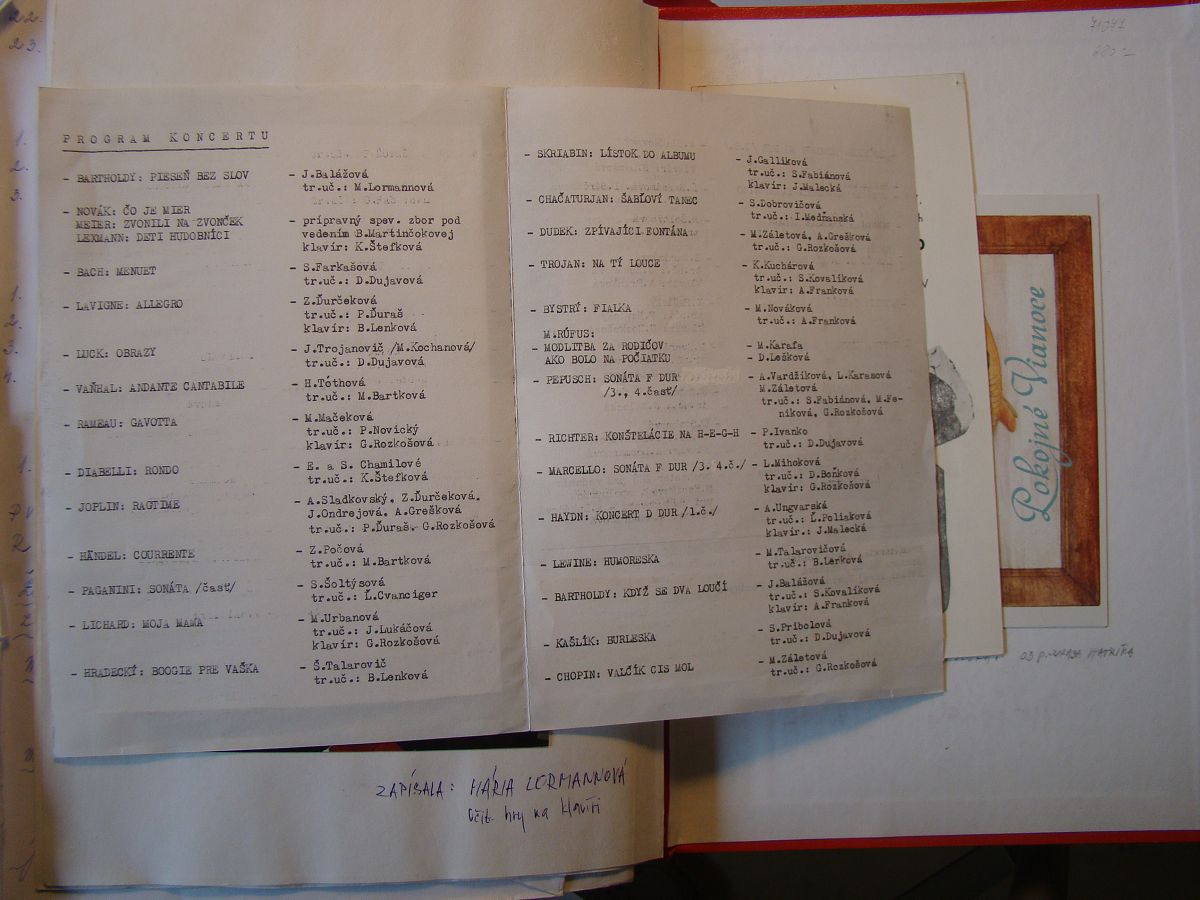 PROGRAM KONCERTU
- BARTHOLDY: PIESEŇ BEZ SLOV - J.Balážová
tr.uč.: M.Lormannová
- NOVÁK: ČO JE MIER
MEIER: ZVONILI NA ZVONČEK - prípravný spev. zbor pod
LEXMANN: DETI HUDOBNÍCI vedením B.Martinčokovej
klavír: K.Štefková
- BACH: MENUET - S.Farkašová
tr.uč.: D.Dujavová
- LAVIGNE: ALLEGRO - Z.Ďurčeková
tr.uč.: P.Ďuraš
klavír: B.Lenková
- LUCK: OBRAZY - J.Trojanovič /M.Kochanová/
tr.uč.: D.Dujavová
- VAŇHAL: ANDANTE CANTABILE - H.Tóthová
tr.uč.: M.Bartková
- RAMEAU: GAVOTTA - M.Mačeková
tr.uč.: P.Novický
klavír: G.Rozkošová
- DIABELLI: RONDO - E. a S. Chamilové
tr.uč.: K.Štefková
- JOPLIN: RAGTIME - A.Sladkovský, Z.Ďurčeková,
J.Ondrejová, A.Grešková
tr.uč.: P.Ďuraš, G.Rozkošová
- HÄNDEL: COURRENTE - Z.Počová
tr.uč.: M.Bartková
- PAGANINI: SONÁTA /časť/ - S.Šoltýsová
tr.uč.: Ľ.Cvanciger
- LICHARD: MOJA MAMA - M.Urbanová
tr.uč.: J.Lukáčová
klavír: G.Rozkošová
- HRADECKÝ: BOOGIE PRE VAŠKA - Š.Talarovič
tr.uč.: B.Lenková
- SKRIABIN: LÍSTOK DO ALBUMU - J.Gallíková
tr.uč.: S.Fabiánová
klavír: J.Malecká
- CHAČATURJAN: ŠABĽOVÍ TANEC - S.Dobrovičová
tr.uč.: I.Medňanská
- DUDEK: ZPÍVAJÍCI FONTÁNA - M.Záletová, A.Grešková
tr.uč.: G.Rozkošová
- TROJAN: NA TÍ LOUCE - K.Kuchárová
tr.uč.: S.Kovalíková
klavír: A.Franková
- BYSTRÝ: FIALKA - M.Nováková
tr.uč.: A.Franková
M.RÚFUS:
- MODLITBA ZA RODIČOV - M.Karafa
AKO BOLO NA POČIATKU - D.Lešková
- PEPUSCH: SONÁTA F DUR - A.Vardžíková, L.Karasová
/3., 4.časť/ M.Záletová
tr.uč.: S.Fabiánová, M.Fe-
níková, G.Rozkošová
- RICHTER: KONŠTELÁCIE NA H-E-G-H - P.Ivanko
tr.uč.: D.Dujavová
- MARCELLO: SONÁTA F DUR /3. 4.č./ - L.Mihoková
tr.uč.: D.Boňková
klavír: G.Rozkošová
- HAYDN: KONCERT D DUR /1.č./ - A.Ungvarská
tr.uč.: Ľ.Poliaková
klavír.: J.Malecká
- LEWINE: HUMORESKA - M.Talarovičová
tr.uč.: B.Lerková
- BARTHOLDY: KDYŽ SE DVA LOUČÍ - J.Balážová
tr.uč.: S.Kovalíková
klavír: A.Franková
- KAŠLÍK: BURLESKA - S.Pribolová
tr.uč.: D.Dujavová
- CHOPIN: VALČÍK CIS MOL - M.Záletová
tr.uč.: G.Rozkošová
ZAPÍSALA: MÁRIA LORMANNOVÁ
učit. hry na klavíri
Pokojné Vianoce